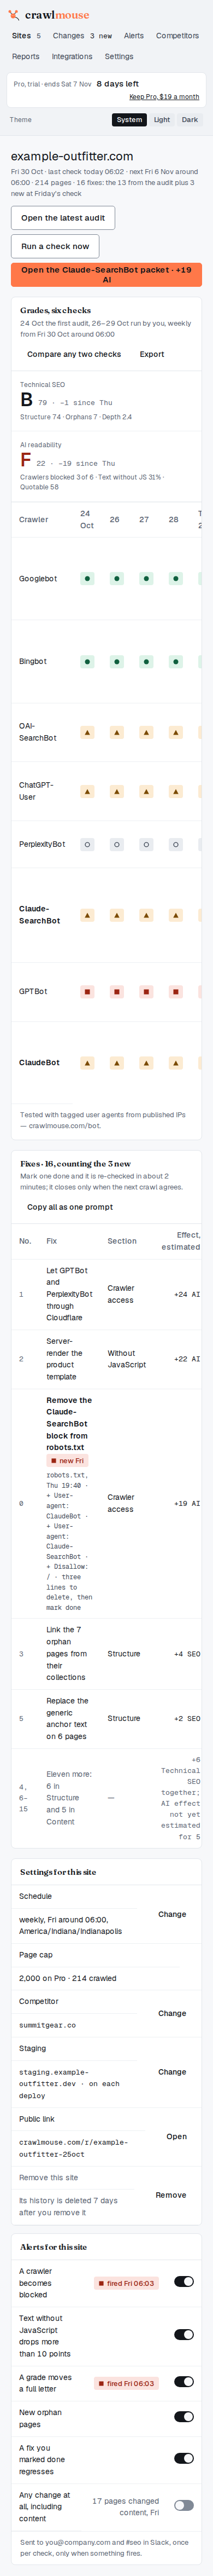 crawlmouse
Sites 5 Changes 3 new Alerts Competitors
Reports Integrations Settings
Pro, trial · ends Sat 7 Nov 8 days left
Keep Pro, $19 a month
Theme System Light Dark
example-outfitter.com
Fri 30 Oct · last check today 06:02 · next Fri 6 Nov around
06:00 · 214 pages · 16 fixes: the 13 from the audit plus 3
new at Friday's check
Open the latest audit
Run a check now
Open the Claude-SearchBot packet · +19
AI
Grades, six checks
24 Oct the first audit, 26–29 Oct run by you, weekly
from Fri 30 Oct around 06:00
Compare any two checks Export
Technical SEO
B 79 · −1 since Thu
Structure 74 · Orphans 7 · Depth 2.4
AI readability
F 22 · −19 since Thu
Crawlers blocked 3 of 6 · Text without JS 31% ·
Quotable 58
Crawler 24 26 27 28
Oct
Googlebot
Bingbot
OAI-
SearchBot
ChatGPT-
User
PerplexityBot
Claude-
SearchBot
GPTBot
ClaudeBot
Tested with tagged user agents from published IPs
— crawlmouse.com/bot.
Fixes · 16, counting the 3 new
Mark one done and it is re-checked in about 2
minutes; it closes only when the next crawl agrees.
Copy all as one prompt
No. Fix Section Effect,
estimated
1 Let GPTBot
and
PerplexityBot
through
Cloudflare
Crawler
access
+24 AI
2 Server-
render the
product
template
Without
JavaScript
+22 AI
0 Remove the
Claude-
SearchBot
block from
robots.txt
new Fri
robots.txt,
Thu 19:40 ·
+ User-
agent:
ClaudeBot ·
+ User-
agent:
Claude-
SearchBot ·
+ Disallow:
/ · three
lines to
delete, then
mark done
Crawler
access
+19 AI
3 Link the 7
orphan
pages from
their
collections
Structure
+4 SEO
5 Replace the
generic
anchor text
on 6 pages
Structure
+2 SEO
4,
6–
15
Eleven more:
6 in
Structure
and 5 in
Content
—
+6
Technical
SEO
together;
AI effect
not yet
estimated
for 5
Settings for this site
Schedule
weekly, Fri around 06:00,
America/Indiana/Indianapolis
Change
Page cap
2,000 on Pro · 214 crawled
Competitor
summitgear.co
Change
Staging
staging.example-
outfitter.dev · on each
deploy
Change
Public link
crawlmouse.com/r/example-
outfitter-25oct
Open
Remove this site
Its history is deleted 7 days
after you remove it
Remove
Alerts for this site
A crawler
becomes
blocked
fired Fri 06:03
Text without
JavaScript
drops more
than 10 points
A grade moves
a full letter
fired Fri 06:03
New orphan
pages
A fix you
marked done
regresses
Any change at
all, including
content
17 pages changed
content, Fri
Sent to you@company.com and #seo in Slack, once
per check, only when something fires.